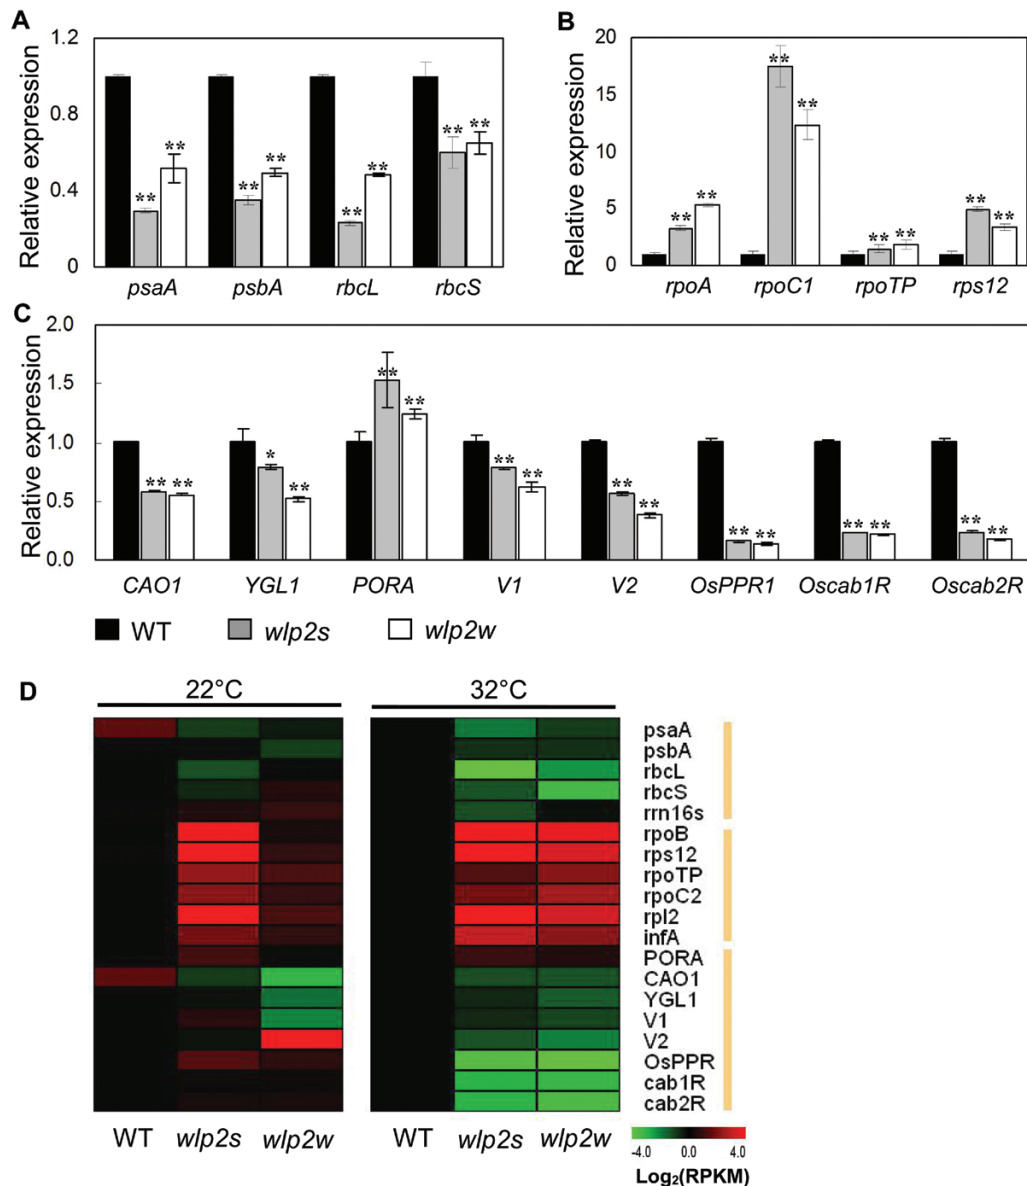 A
Relative expression
1.2
0.8
0.4
0
** ** ** ** ** ** ** **
psaA psbA rbcL rbcS
B
Relative expression
20
15
10
5
0
** ** ** ** ** ** ** **
rpoA rpoC1 rpoTP rps12
C
Relative expression
2.0
1.5
1.0
0.5
0.0
** ** * ** ** ** ** ** ** ** ** ** ** ** ** **
CAO1 YGL1 PORA V1 V2 OsPPR1 Oscab1R Oscab2R
WT wlp2s wlp2w
D
22°C 32°C
psaA
psbA
rbcL
rbcS
rrn16s
rpoB
rps12
rpoTP
rpoC2
rpl2
infA
PORA
CAO1
YGL1
V1
V2
OsPPR
cab1R
cab2R
WT wlp2s wlp2w WT wlp2s wlp2w
-4.0 0.0 4.0
Log₂(RPKM)